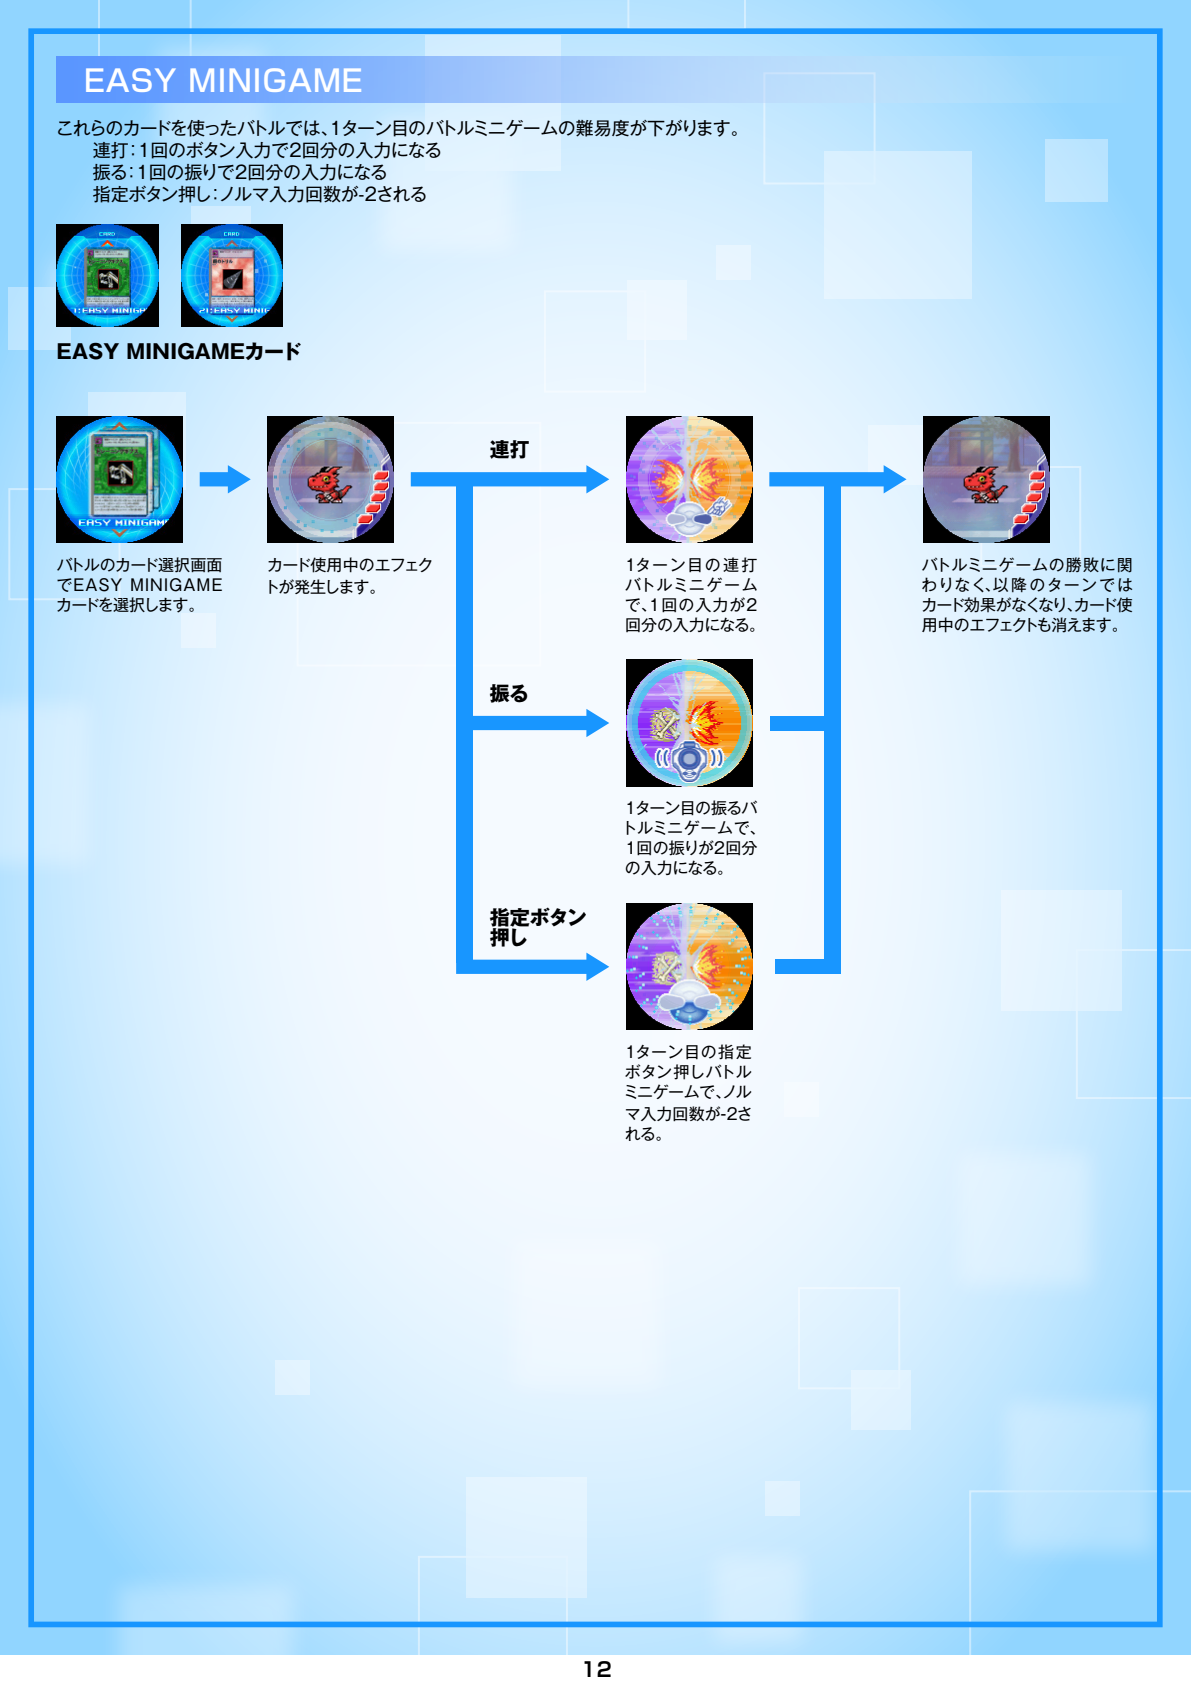 EASY MINIGAME
これらのカードを使ったバトルでは、1ターン目のバトルミニゲームの難易度が下がります。
連打：1回のボタン入力で2回分の入力になる
振る：1回の振りで2回分の入力になる
指定ボタン押し：ノルマ入力回数が-2される
CARD
CARD
1:EASY MINIGA
21:EASY MINIG
EASY MINIGAMEカード
EASY MINIGAM
バトルのカード選択画面
でEASY MINIGAME
カードを選択します。
カード使用中のエフェク
トが発生します。
連打
1ターン目の連打
バトルミニゲーム
で、1回の入力が2
回分の入力になる。
バトルミニゲームの勝敗に関
わりなく、以降のターンでは
カード効果がなくなり、カード使
用中のエフェクトも消えます。
振る
1ターン目の振るバ
トルミニゲームで、
1回の振りが2回分
の入力になる。
指定ボタン
押し
1ターン目の指定
ボタン押しバトル
ミニゲームで、ノル
マ入力回数が-2さ
れる。
12